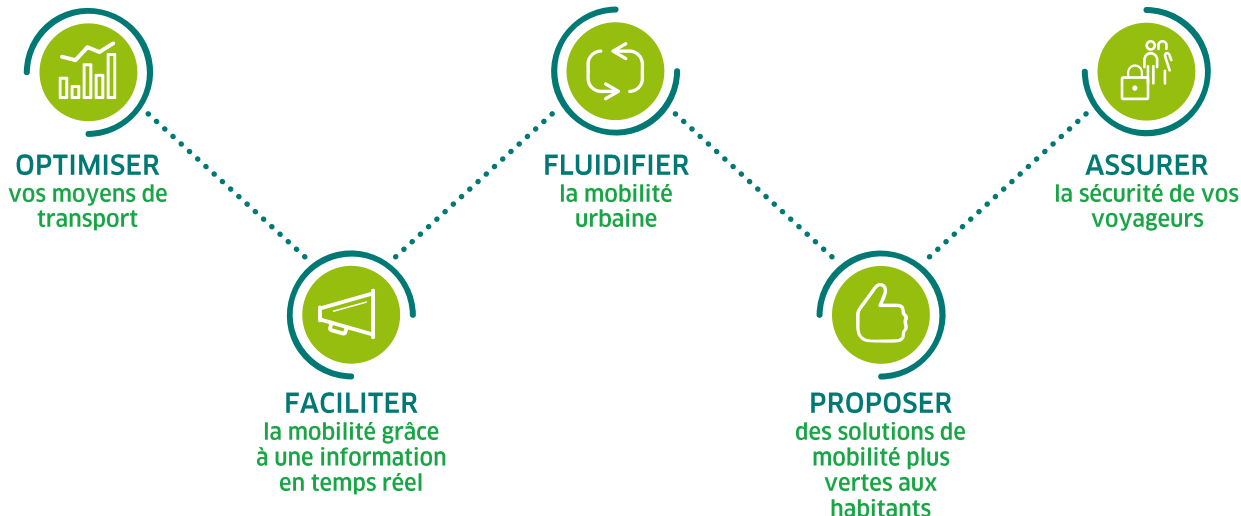 OPTIMISER
vos moyens de
transport
FACILITER
la mobilité grâce
à une information
en temps réel
FLUIDIFIER
la mobilité
urbaine
PROPOSER
des solutions de
mobilité plus
vertes aux
habitants
ASSURER
la sécurité de vos
voyageurs